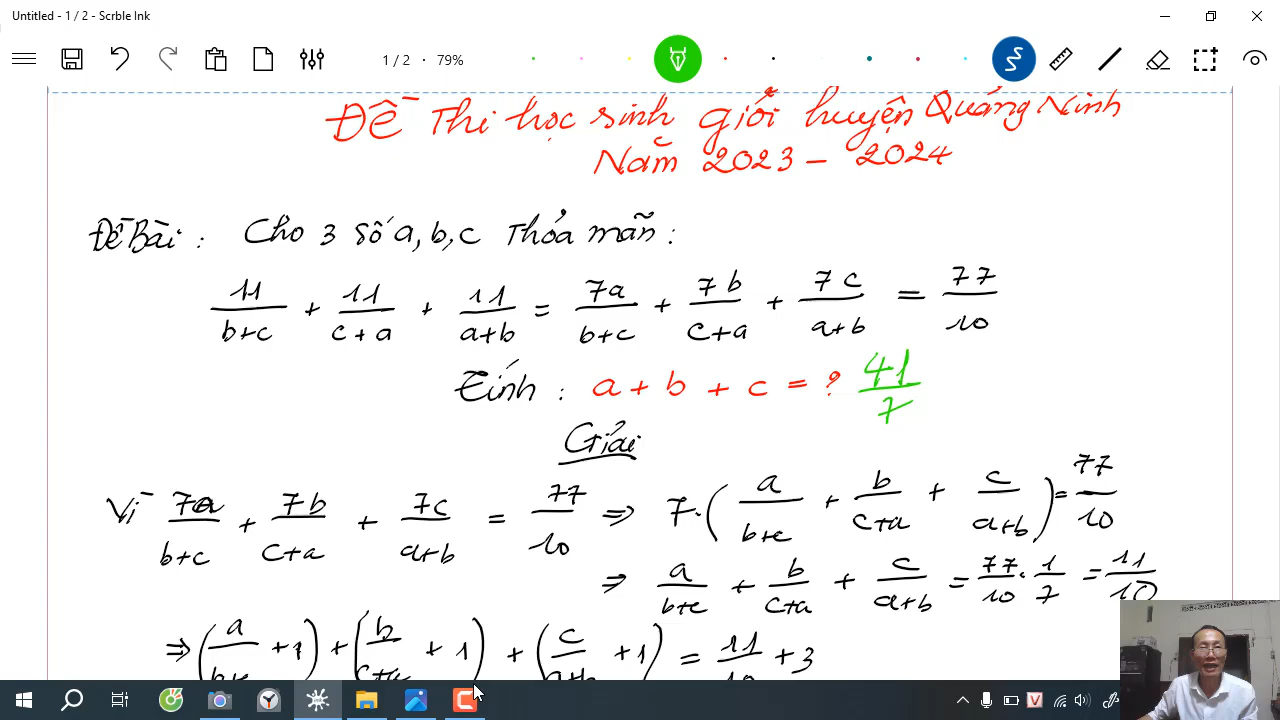 Untitled - 1 / 2 - Scrble Ink
1 / 2 79%
Đề Thi học sinh giỏi huyện Quảng Ninh
Năm 2023 - 2024
Đề Bài : Cho 3 số a, b, c Thỏa mãn :
11/(b+c) + 11/(c+a) + 11/(a+b) = 7a/(b+c) + 7b/(c+a) + 7c/(a+b) = 77/10
Tính : a + b + c = ? 41/7
Giải
Vì 7a/(b+c) + 7b/(c+a) + 7c/(a+b) = 77/10 => 7.(a/(b+c) + b/(c+a) + c/(a+b)) = 77/10
=> a/(b+c) + b/(c+a) + c/(a+b) = 77/10 . 1/7 = 11/10
=> (a/(b+c) + 1) + (b/(c+a) + 1) + (c/(a+b) + 1) = 11/10 + 3
V